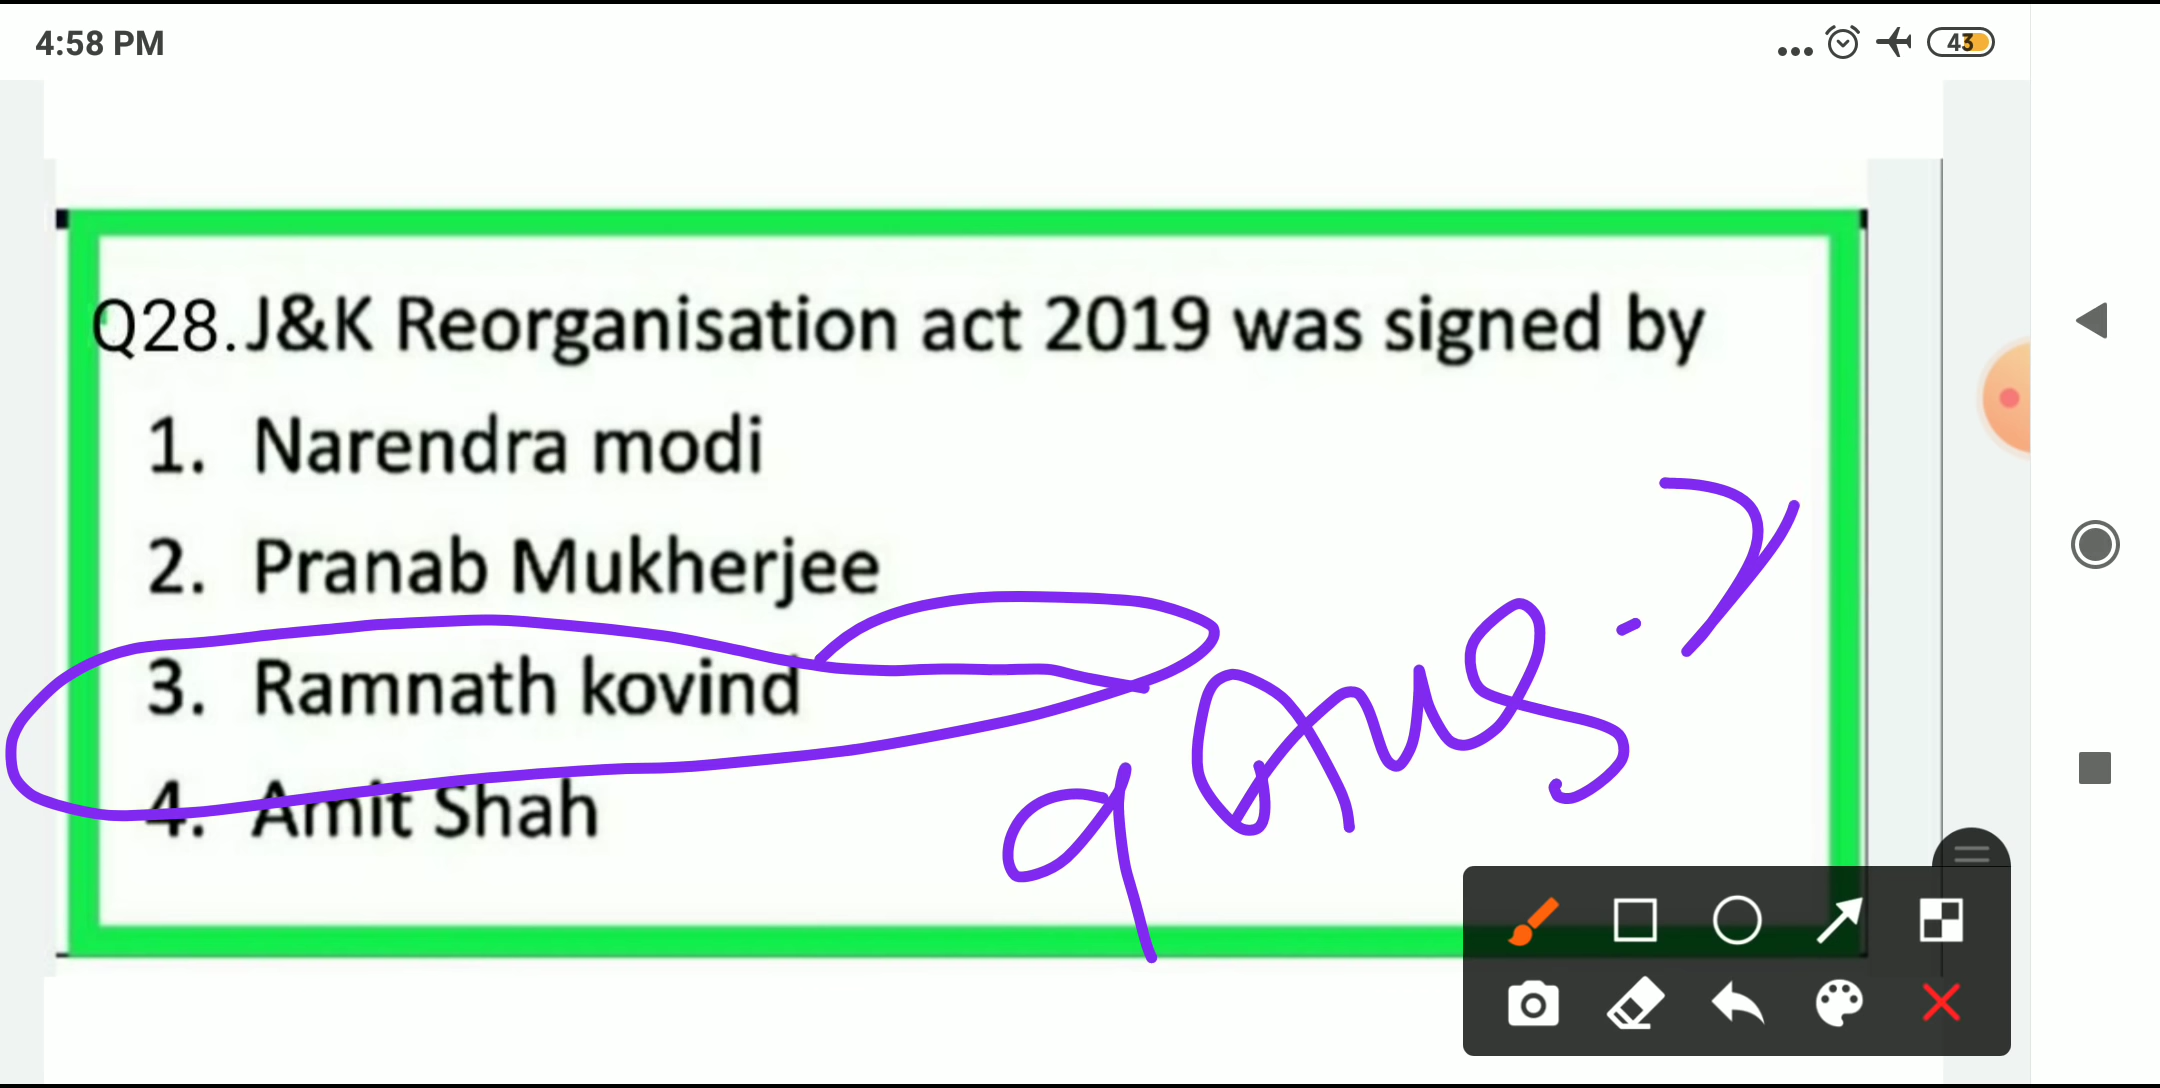 4:58 PM
43
Q28. J&K Reorganisation act 2019 was signed by
1. Narendra modi
2. Pranab Mukherjee
3. Ramnath kovind
4. Amit Shah